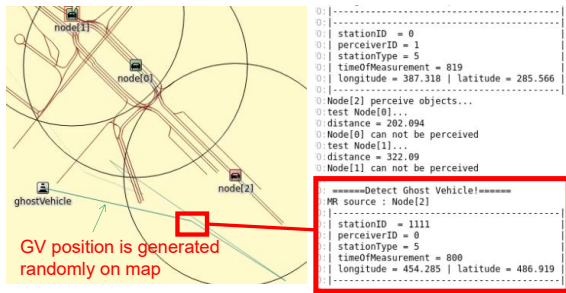 node[1]
node[0]
node[2]
ghostVehicle
GV position is generated
randomly on map
0:|------------------------------------------|
0:| stationID  = 0 |
0:| perceiverID = 1 |
0:| stationType = 5 |
0:| timeOfMeasurement = 819 |
0:| longitude = 387.318 | latitude = 285.566 |
0:|------------------------------------------|
0:Node[2] perceive objects...
0:test Node[0]...
0:distance = 202.094
0:Node[0] can not be perceived
0:test Node[1]...
0:distance = 322.09
0:Node[1] can not be perceived
0: ======Detect Ghost Vehicle!======
0:MR source : Node[2]
0:|------------------------------------------|
0:| stationID  = 1111 |
0:| perceiverID = 0 |
0:| stationType = 5 |
0:| timeOfMeasurement = 800 |
0:| longitude = 454.285 | latitude = 486.919 |
0:|------------------------------------------|